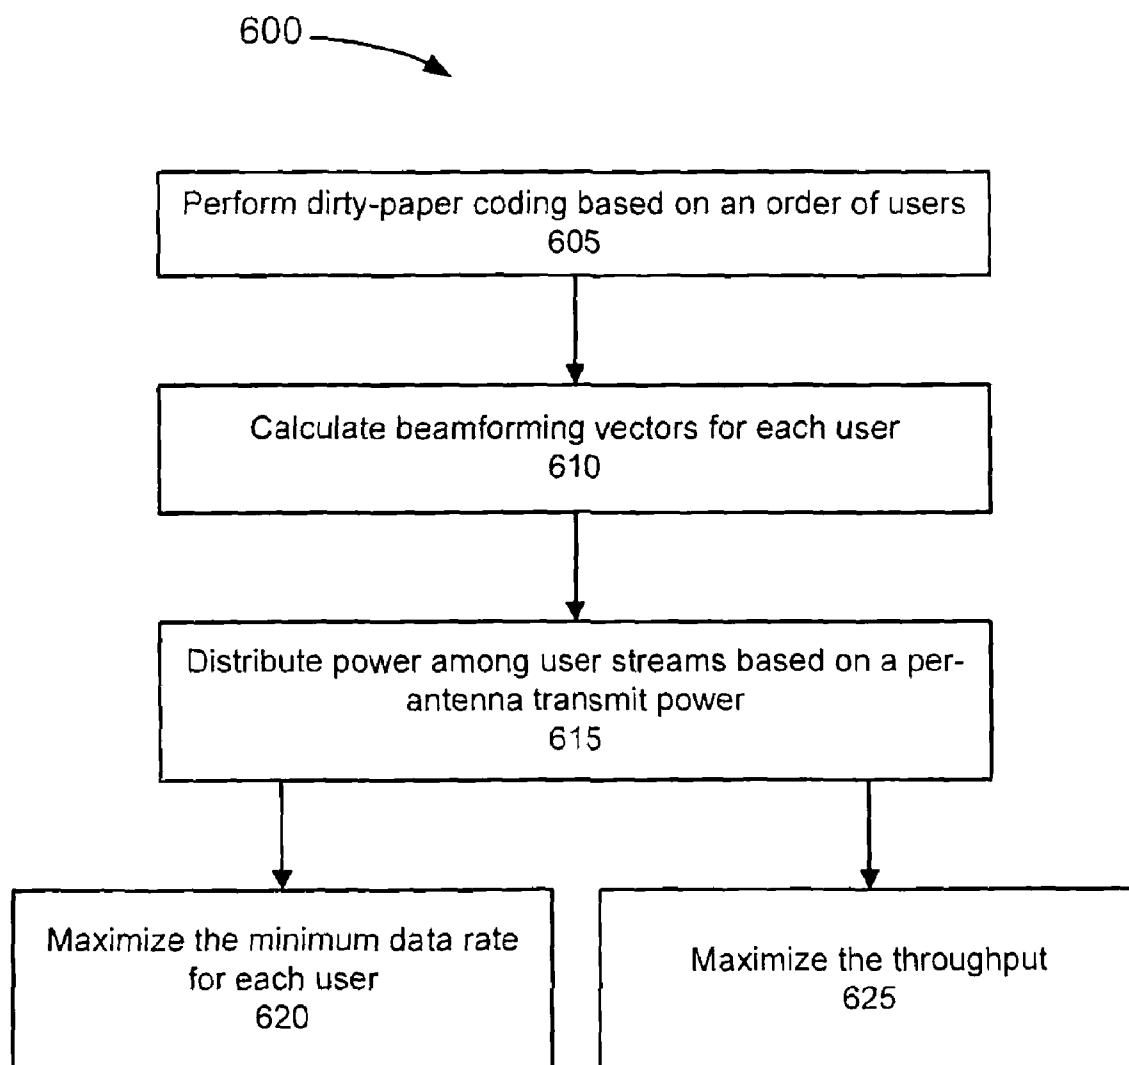 600
Perform dirty-paper coding based on an order of users
605
Calculate beamforming vectors for each user
610
Distribute power among user streams based on a per-
antenna transmit power
615
Maximize the minimum data rate
for each user
620
Maximize the throughput
625